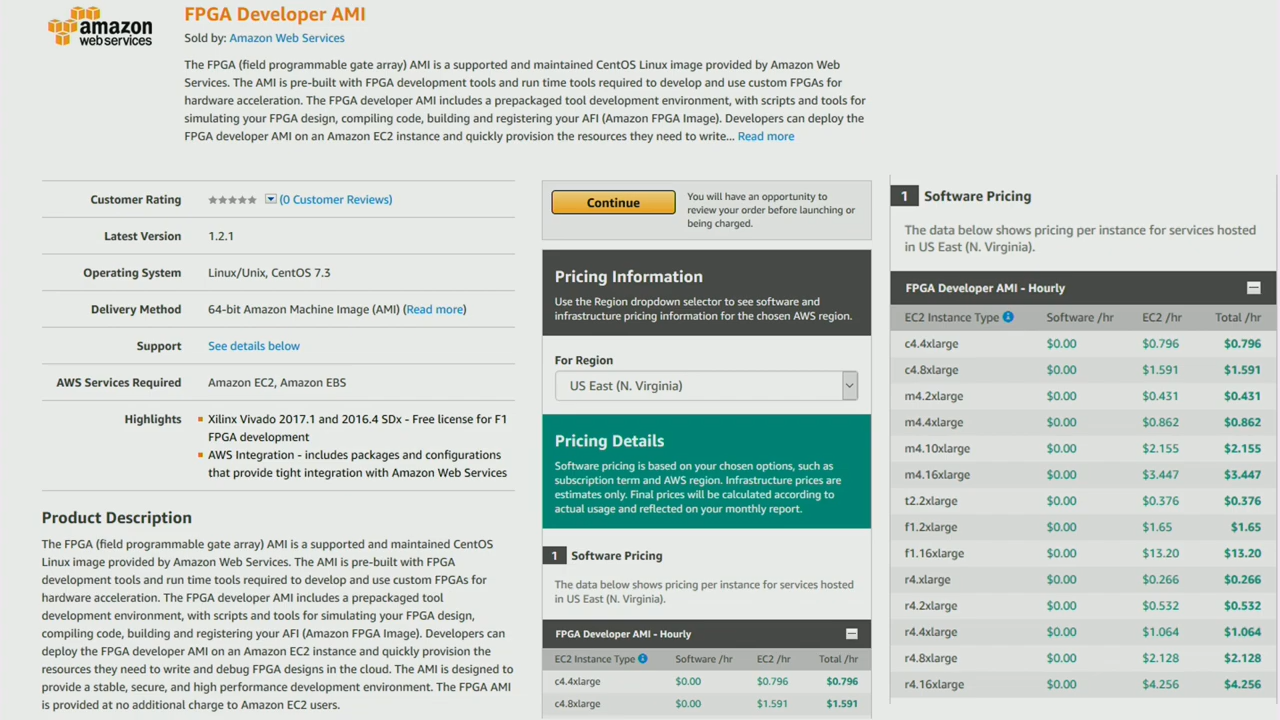 amazon
webservices
FPGA Developer AMI
Sold by: Amazon Web Services
The FPGA (field programmable gate array) AMI is a supported and maintained CentOS Linux image provided by Amazon Web
Services. The AMI is pre-built with FPGA development tools and run time tools required to develop and use custom FPGAs for
hardware acceleration. The FPGA developer AMI includes a prepackaged tool development environment, with scripts and tools for
simulating your FPGA design, compiling code, building and registering your AFI (Amazon FPGA Image). Developers can deploy the
FPGA developer AMI on an Amazon EC2 instance and quickly provision the resources they need to write... Read more
Customer Rating (0 Customer Reviews)
Latest Version 1.2.1
Operating System Linux/Unix, CentOS 7.3
Delivery Method 64-bit Amazon Machine Image (AMI) (Read more)
Support See details below
AWS Services Required Amazon EC2, Amazon EBS
Highlights Xilinx Vivado 2017.1 and 2016.4 SDx - Free license for F1
FPGA development
AWS Integration - includes packages and configurations
that provide tight integration with Amazon Web Services
Product Description
The FPGA (field programmable gate array) AMI is a supported and maintained CentOS
Linux image provided by Amazon Web Services. The AMI is pre-built with FPGA
development tools and run time tools required to develop and use custom FPGAs for
hardware acceleration. The FPGA developer AMI includes a prepackaged tool
development environment, with scripts and tools for simulating your FPGA design,
compiling code, building and registering your AFI (Amazon FPGA Image). Developers can
deploy the FPGA developer AMI on an Amazon EC2 instance and quickly provision the
resources they need to write and debug FPGA designs in the cloud. The AMI is designed to
provide a stable, secure, and high performance development environment. The FPGA AMI
is provided at no additional charge to Amazon EC2 users.
Continue
You will have an opportunity to
review your order before launching or
being charged.
Pricing Information
Use the Region dropdown selector to see software and
infrastructure pricing information for the chosen AWS region.
For Region
US East (N. Virginia)
Pricing Details
Software pricing is based on your chosen options, such as
subscription term and AWS region. Infrastructure prices are
estimates only. Final prices will be calculated according to
actual usage and reflected on your monthly report.
1 Software Pricing
The data below shows pricing per instance for services hosted
in US East (N. Virginia).
FPGA Developer AMI - Hourly
EC2 Instance Type Software /hr EC2 /hr Total /hr
c4.4xlarge $0.00 $0.796 $0.796
c4.8xlarge $0.00 $1.591 $1.591
1 Software Pricing
The data below shows pricing per instance for services hosted
in US East (N. Virginia).
FPGA Developer AMI - Hourly
EC2 Instance Type Software /hr EC2 /hr Total /hr
c4.4xlarge $0.00 $0.796 $0.796
c4.8xlarge $0.00 $1.591 $1.591
m4.2xlarge $0.00 $0.431 $0.431
m4.4xlarge $0.00 $0.862 $0.862
m4.10xlarge $0.00 $2.155 $2.155
m4.16xlarge $0.00 $3.447 $3.447
t2.2xlarge $0.00 $0.376 $0.376
f1.2xlarge $0.00 $1.65 $1.65
f1.16xlarge $0.00 $13.20 $13.20
r4.xlarge $0.00 $0.266 $0.266
r4.2xlarge $0.00 $0.532 $0.532
r4.4xlarge $0.00 $1.064 $1.064
r4.8xlarge $0.00 $2.128 $2.128
r4.16xlarge $0.00 $4.256 $4.256